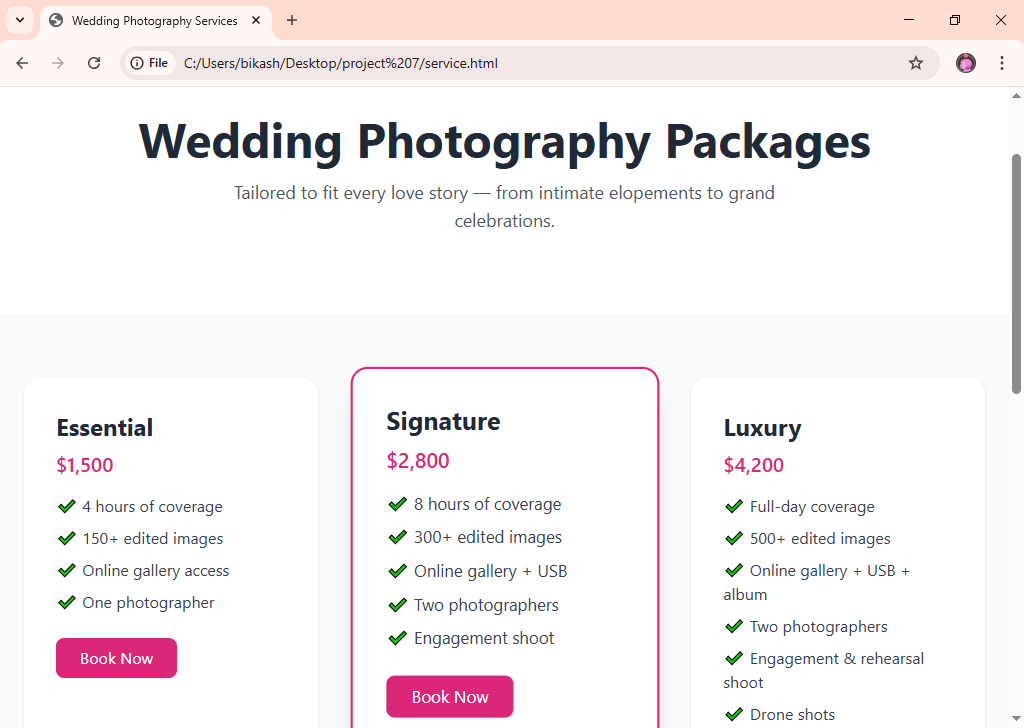 Wedding Photography Services
File
C:/Users/bikash/Desktop/project%207/service.html
Wedding Photography Packages
Tailored to fit every love story — from intimate elopements to grand
celebrations.
Essential
$1,500
4 hours of coverage
150+ edited images
Online gallery access
One photographer
Book Now
Signature
$2,800
8 hours of coverage
300+ edited images
Online gallery + USB
Two photographers
Engagement shoot
Book Now
Luxury
$4,200
Full-day coverage
500+ edited images
Online gallery + USB +
album
Two photographers
Engagement & rehearsal
shoot
Drone shots